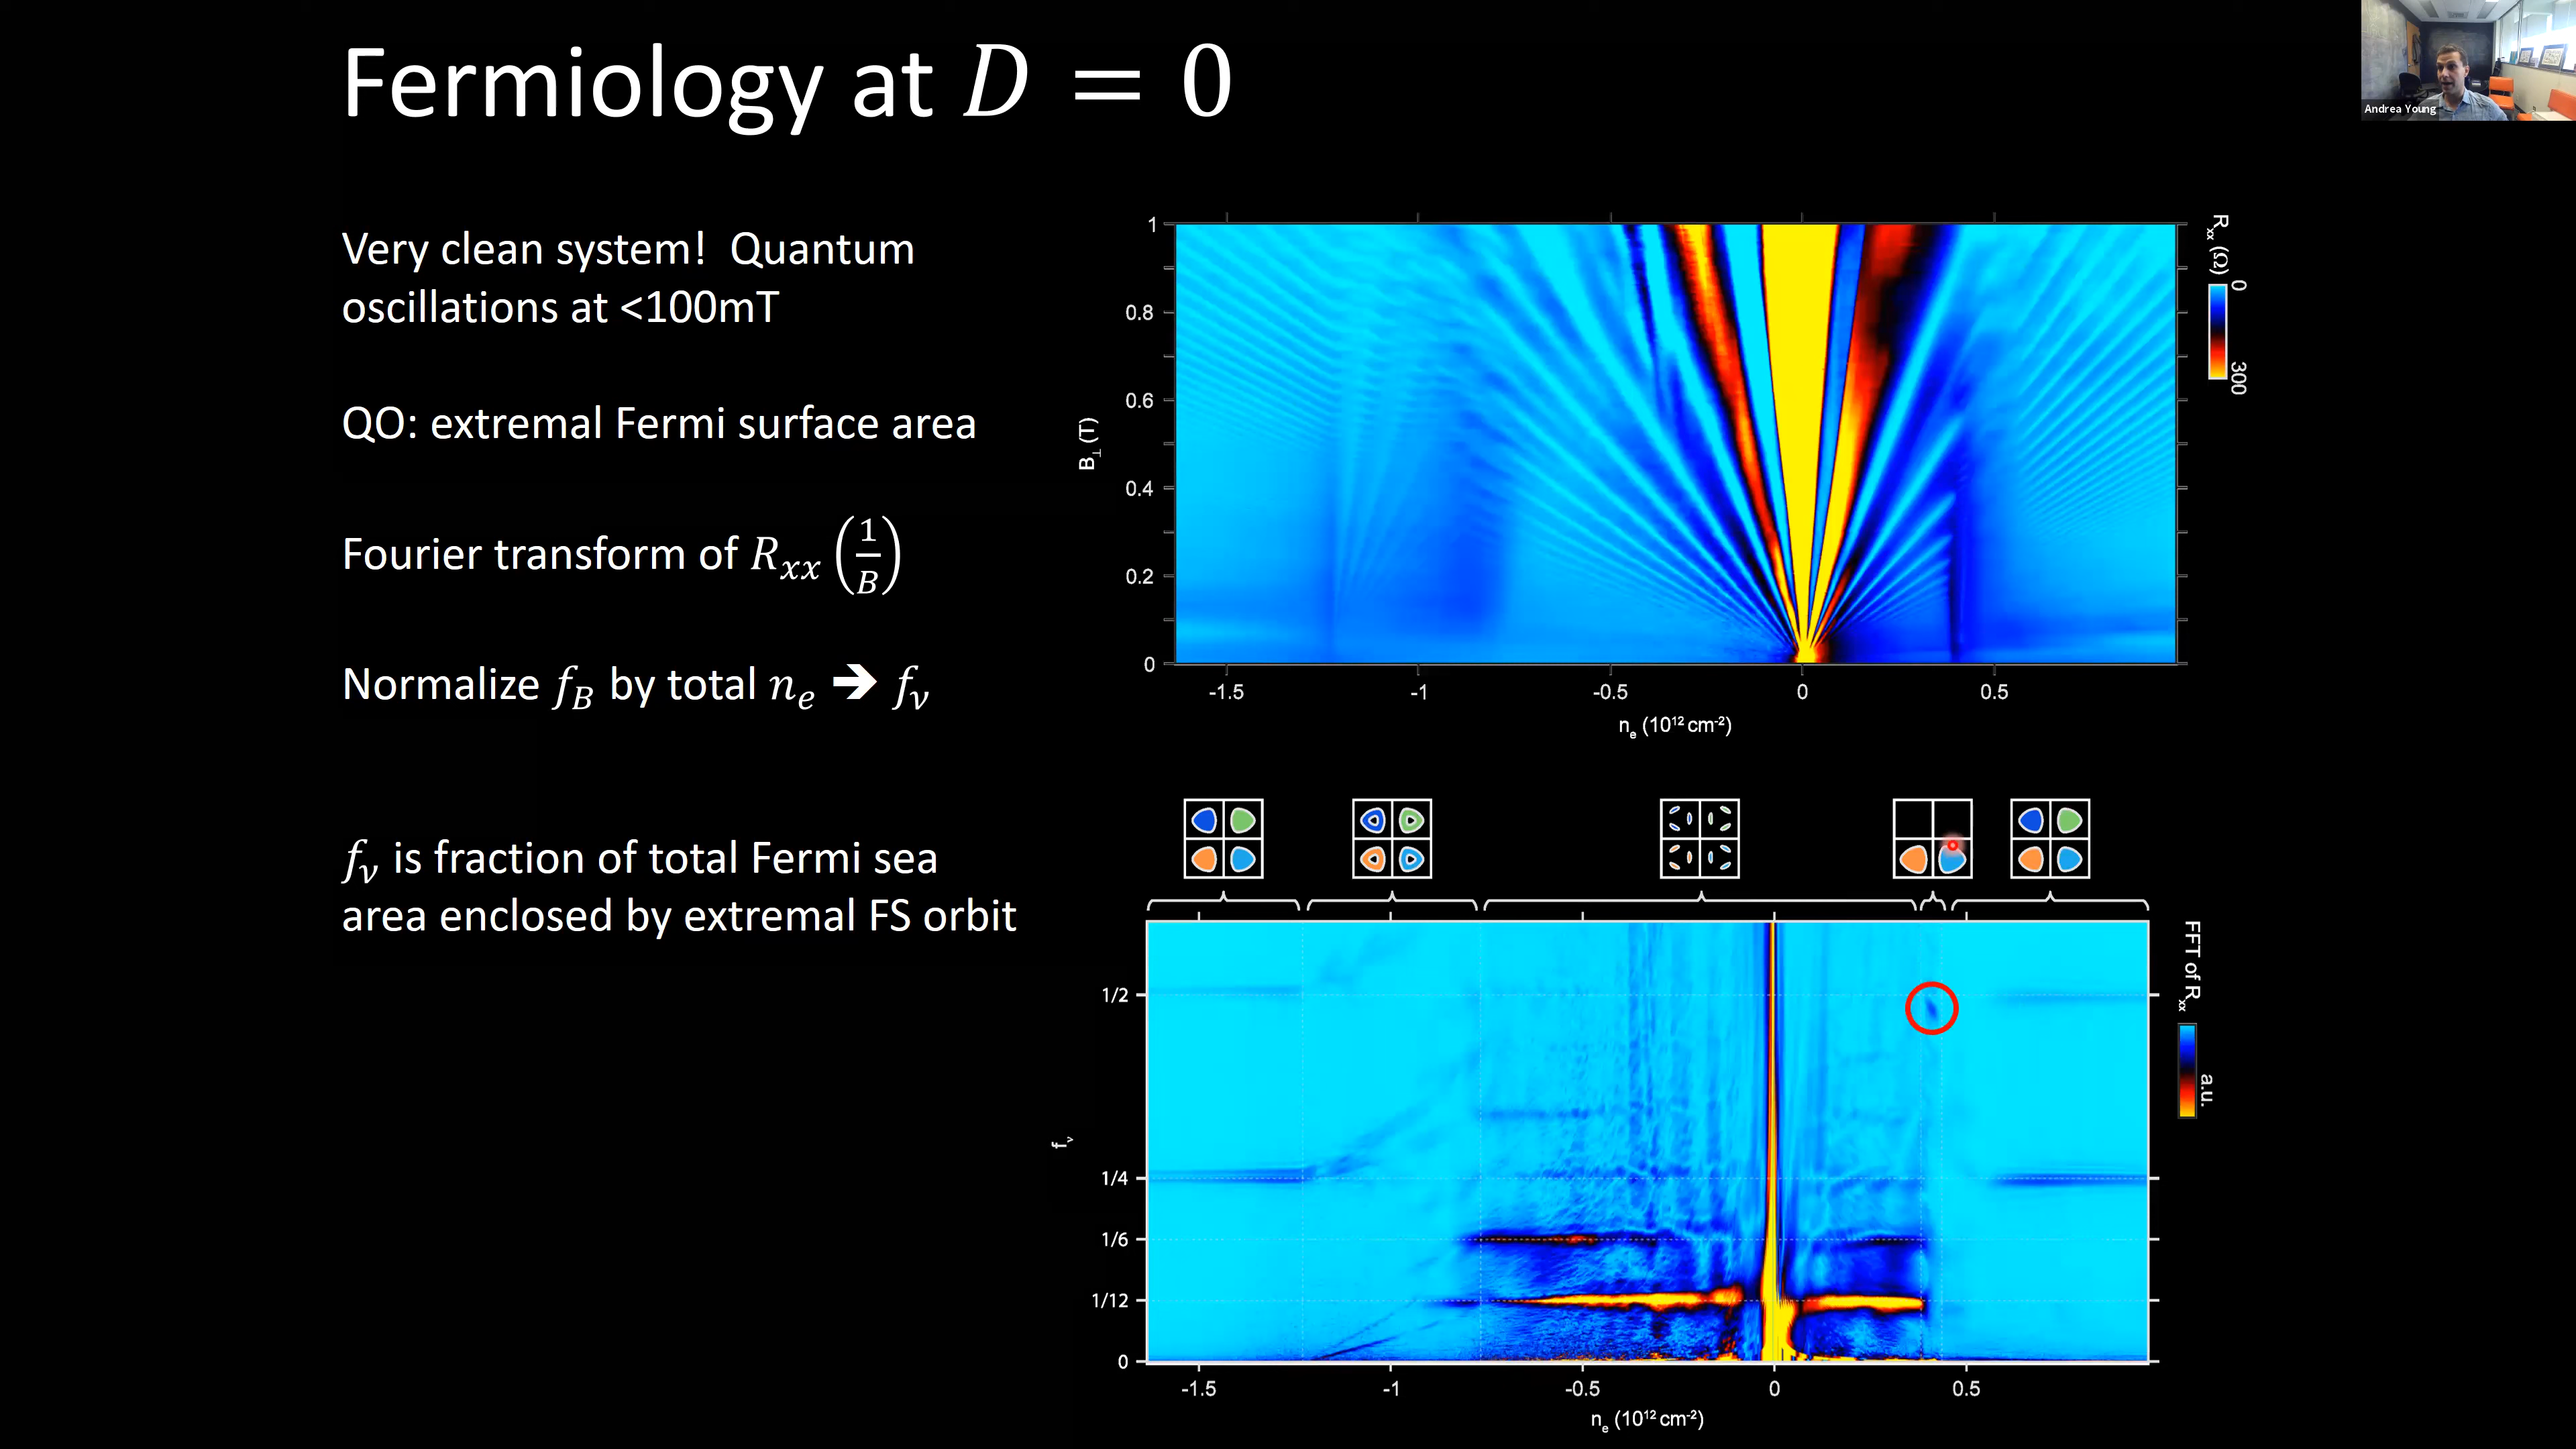 Fermiology at D = 0
Andrea Young
Very clean system! Quantum
oscillations at <100mT
QO: extremal Fermi surface area
Fourier transform of Rₓₓ (1/B)
Normalize f_B by total nₑ ➔ f_ν
f_ν is fraction of total Fermi sea
area enclosed by extremal FS orbit
1
0.8
0.6
0.4
0.2
0
B⊥ (T)
-1.5 -1 -0.5 0 0.5
nₑ (10¹² cm⁻²)
Rₓₓ (Ω)
0
300
1/2
1/4
1/6
1/12
0
f_ν
-1.5 -1 -0.5 0 0.5
nₑ (10¹² cm⁻²)
FFT of Rₓₓ
a.u.